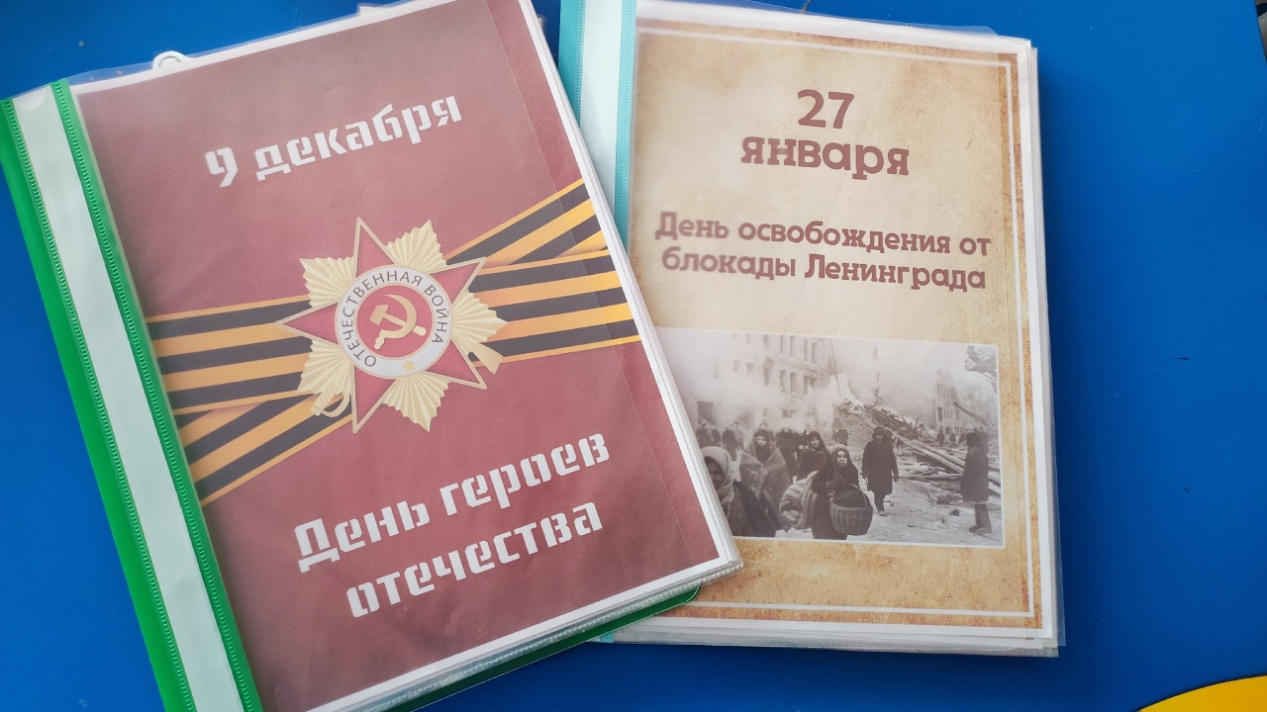 9 декабря
ОТЕЧЕСТВЕННАЯ ВОЙНА
День героев
отечества
27
января
День освобождения от
блокады Ленинграда